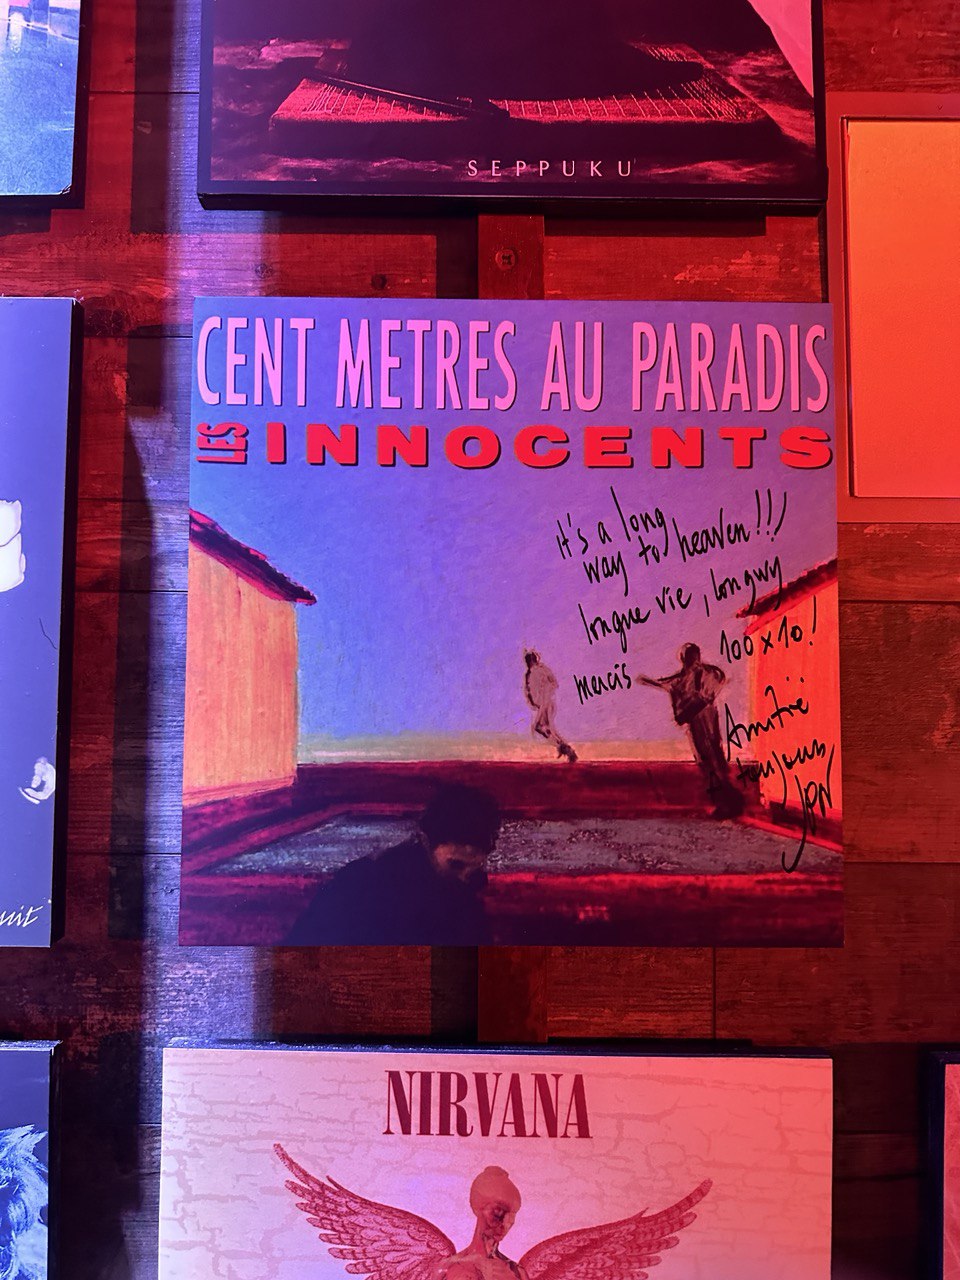 SEPPUKU
CENT METRES AU PARADIS
LES INNOCENTS
it's a long
way to heaven!!!
longue vie, longwy
mercis 100 x 10!
Amitié
toujours
JPN
NIRVANA